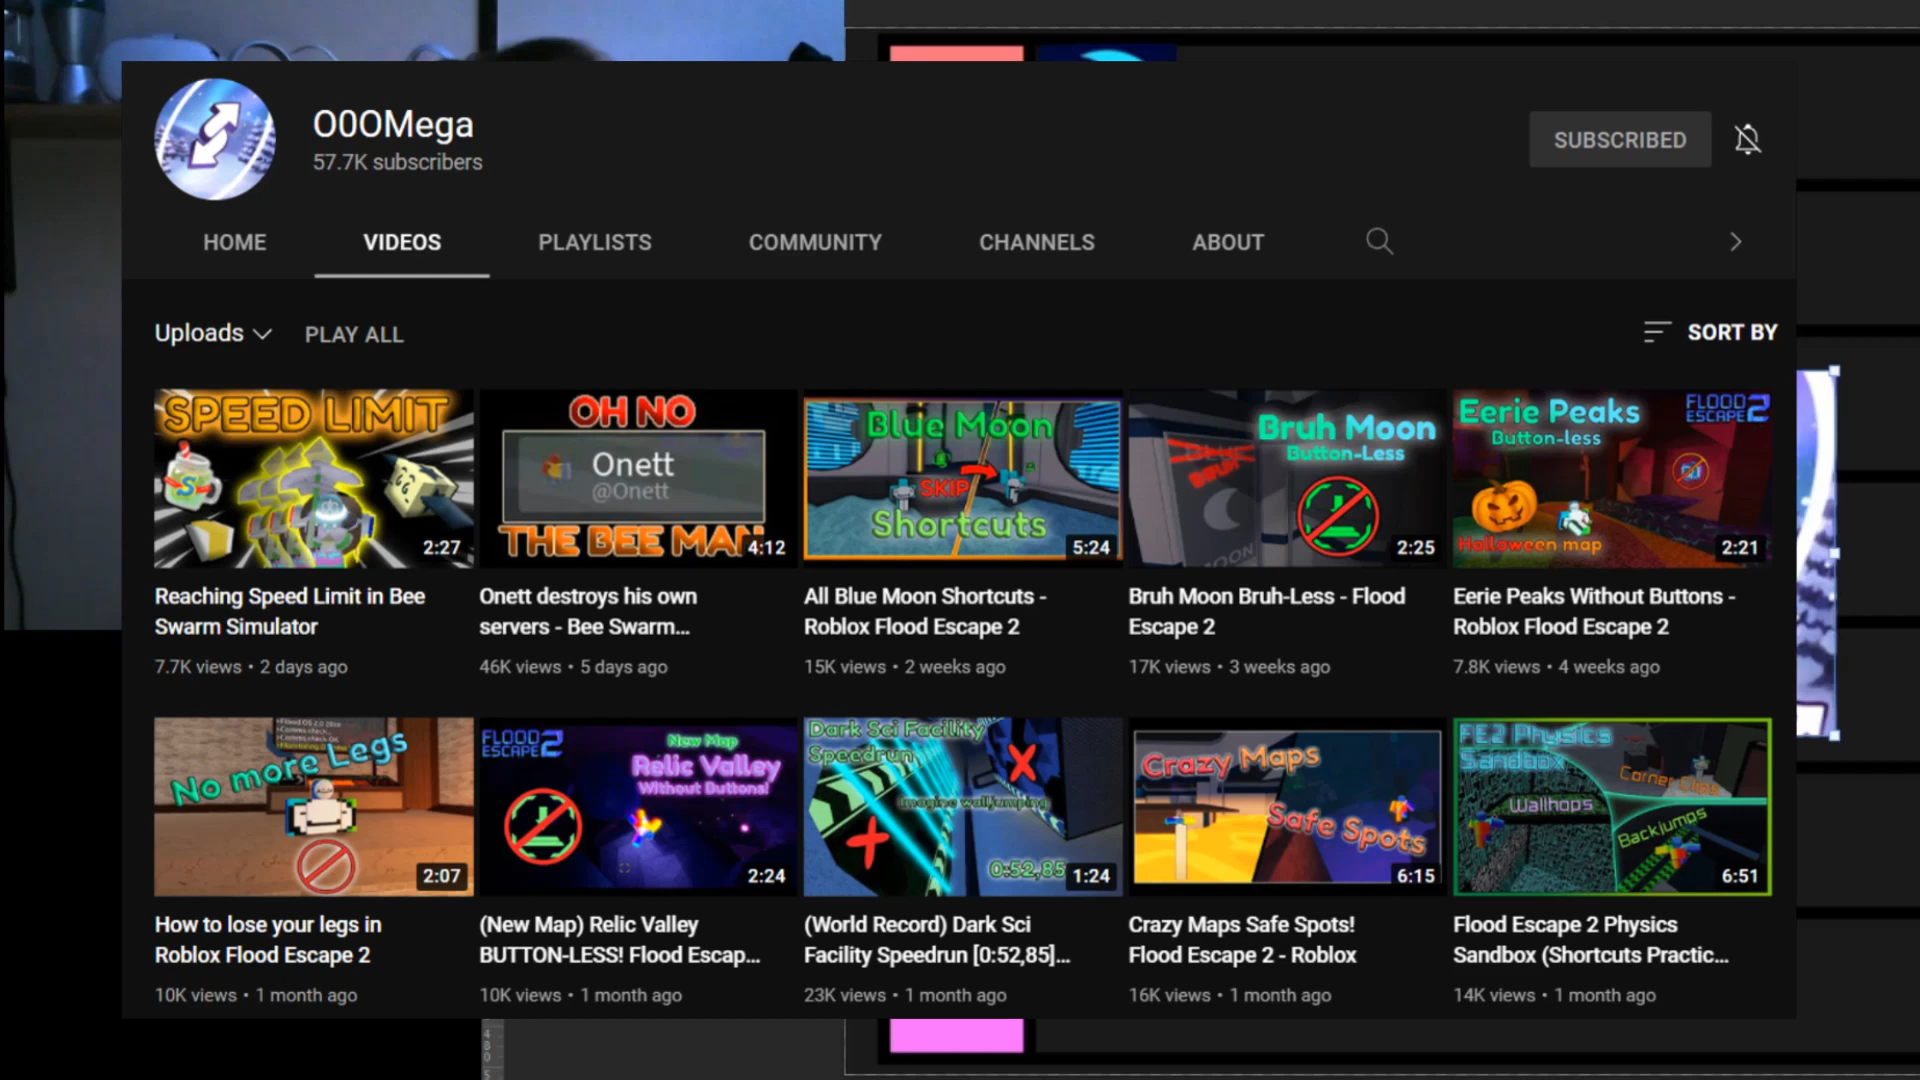 O0OMega
57.7K subscribers
SUBSCRIBED
HOME
VIDEOS
PLAYLISTS
COMMUNITY
CHANNELS
ABOUT
Uploads
PLAY ALL
SORT BY
SPEED LIMIT
S
2:27
OH NO
Onett
@Onett
THE BEE MAN
4:12
Blue Moon
SKIP
Shortcuts
5:24
Bruh Moon
Button-Less
MOON
2:25
Eerie Peaks
Button-less
FLOOD
ESCAPE 2
Halloween map
2:21
Reaching Speed Limit in Bee
Swarm Simulator
7.7K views • 2 days ago
Onett destroys his own
servers - Bee Swarm...
46K views • 5 days ago
All Blue Moon Shortcuts -
Roblox Flood Escape 2
15K views • 2 weeks ago
Bruh Moon Bruh-Less - Flood
Escape 2
17K views • 3 weeks ago
Eerie Peaks Without Buttons -
Roblox Flood Escape 2
7.8K views • 4 weeks ago
No more Legs
2:07
FLOOD
ESCAPE 2
New Map
Relic Valley
Without Buttons!
2:24
Dark Sci Facility
Speedrun
Imagine walljumping
0:52,85
1:24
Crazy Maps
Safe Spots
6:15
FE2 Physics
Sandbox
Corner Clips
Wallhops
Backjumps
6:51
How to lose your legs in
Roblox Flood Escape 2
10K views • 1 month ago
(New Map) Relic Valley
BUTTON-LESS! Flood Escap...
10K views • 1 month ago
(World Record) Dark Sci
Facility Speedrun [0:52,85]...
23K views • 1 month ago
Crazy Maps Safe Spots!
Flood Escape 2 - Roblox
16K views • 1 month ago
Flood Escape 2 Physics
Sandbox (Shortcuts Practic...
14K views • 1 month ago